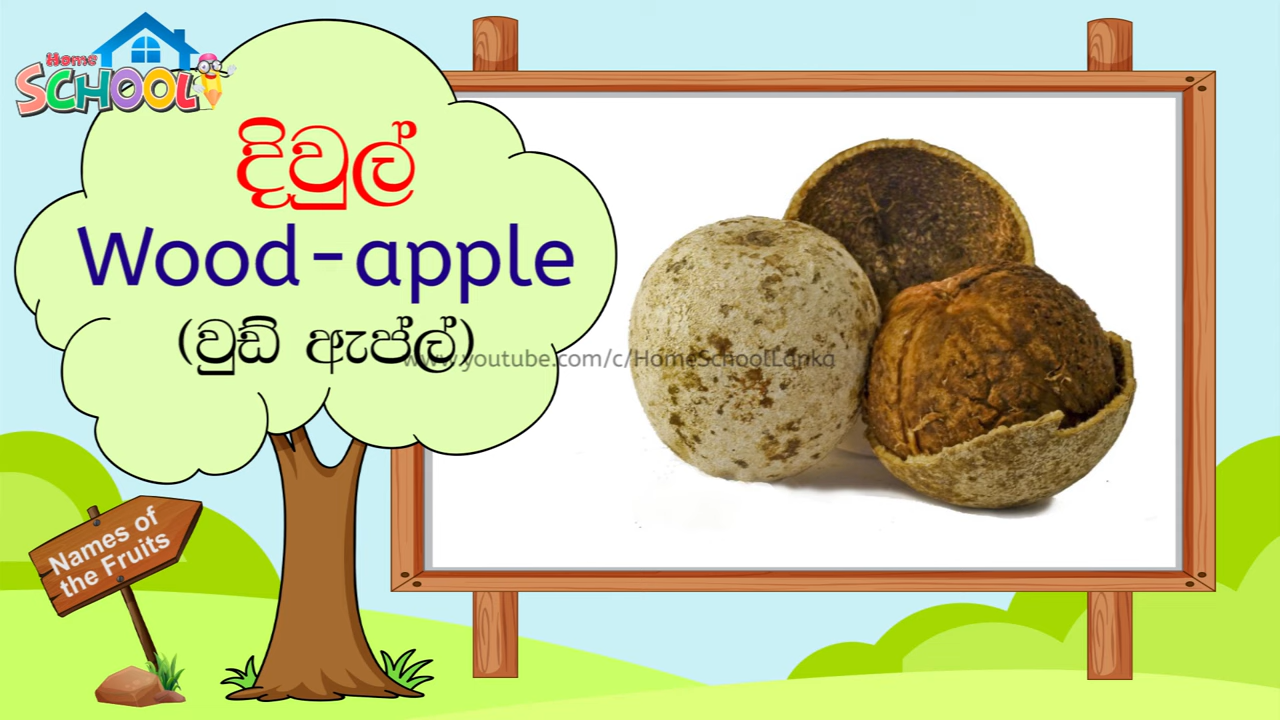 Home
SCHOOL
දිවුල්
Wood-apple
(වුඩ් ඇප්ල්)
www.youtube.com/c/HomeSchoolLanka
Names of
the Fruits